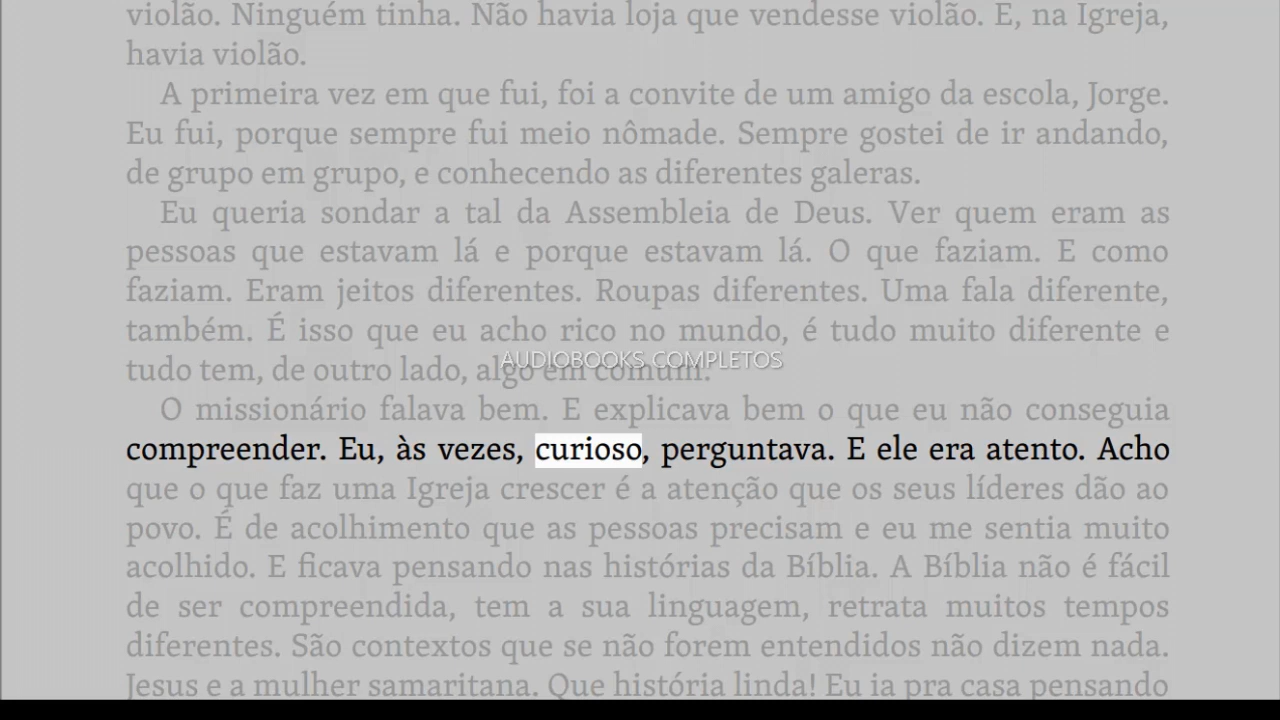 violão. Ninguém tinha. Não havia loja que vendesse violão. E, na Igreja,
havia violão.
A primeira vez em que fui, foi a convite de um amigo da escola, Jorge.
Eu fui, porque sempre fui meio nômade. Sempre gostei de ir andando,
de grupo em grupo, e conhecendo as diferentes galeras.
Eu queria sondar a tal da Assembleia de Deus. Ver quem eram as
pessoas que estavam lá e porque estavam lá. O que faziam. E como
faziam. Eram jeitos diferentes. Roupas diferentes. Uma fala diferente,
também. É isso que eu acho rico no mundo, é tudo muito diferente e
tudo tem, de outro lado, algo em comum.
AUDIOBOOKS COMPLETOS
O missionário falava bem. E explicava bem o que eu não conseguia
compreender. Eu, às vezes, curioso, perguntava. E ele era atento. Acho
que o que faz uma Igreja crescer é a atenção que os seus líderes dão ao
povo. É de acolhimento que as pessoas precisam e eu me sentia muito
acolhido. E ficava pensando nas histórias da Bíblia. A Bíblia não é fácil
de ser compreendida, tem a sua linguagem, retrata muitos tempos
diferentes. São contextos que se não forem entendidos não dizem nada.
Jesus e a mulher samaritana. Que história linda! Eu ia pra casa pensando